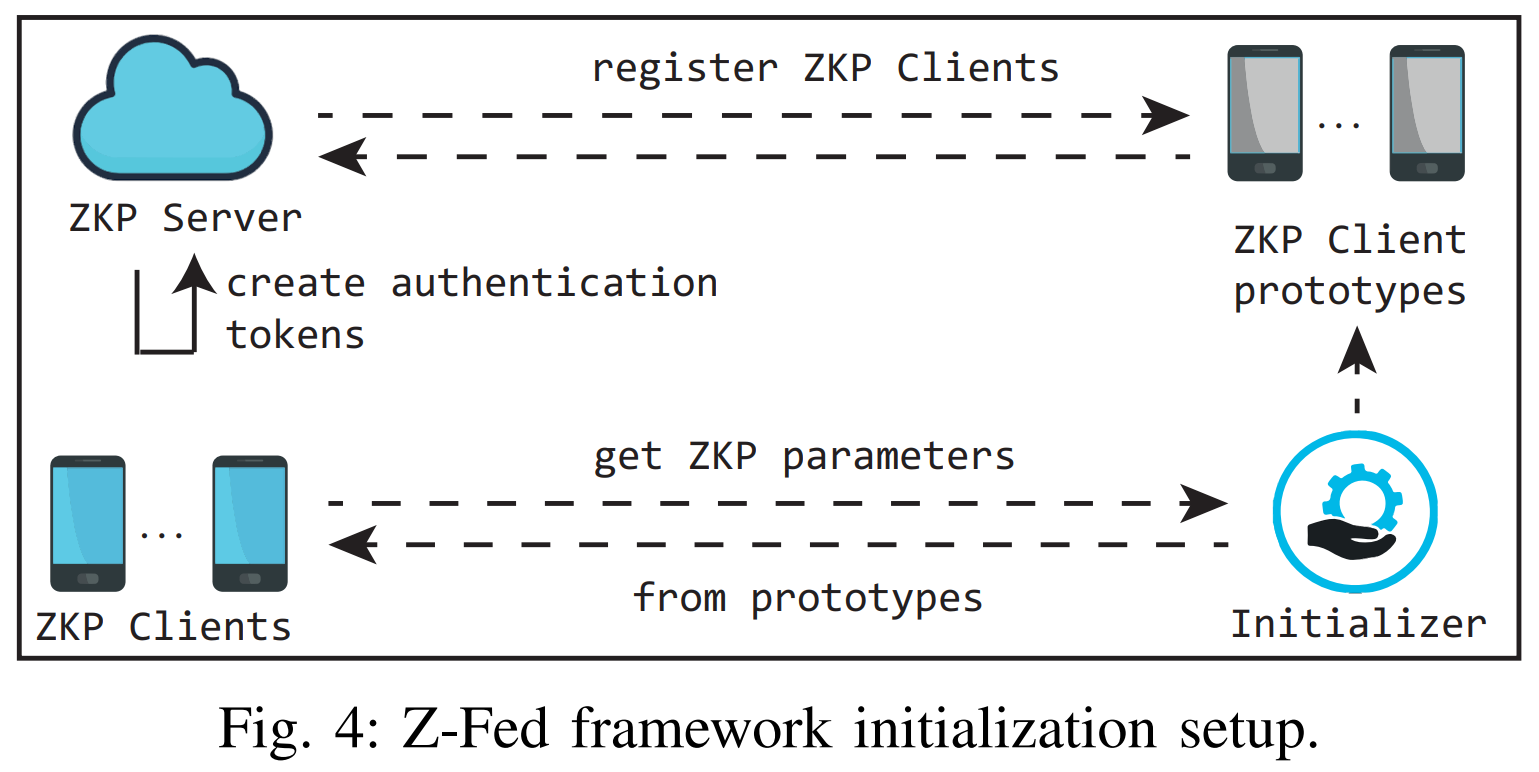 register ZKP Clients
...
ZKP Server
ZKP Client
prototypes
create authentication
tokens
get ZKP parameters
...
from prototypes
ZKP Clients
Initializer
Fig. 4: Z-Fed framework initialization setup.